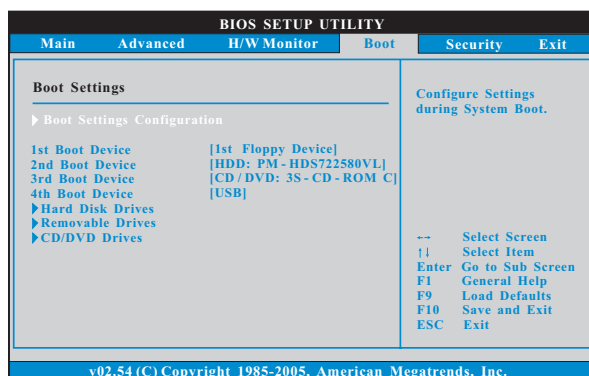 BIOS SETUP UTILITY
Main Advanced H/W Monitor Boot Security Exit
Boot Settings
Boot Settings Configuration
1st Boot Device [1st Floppy Device]
2nd Boot Device [HDD: PM-HDS722580VL]
3rd Boot Device [CD/DVD: 3S-CD-ROM C]
4th Boot Device [USB]
Hard Disk Drives
Removable Drives
CD/DVD Drives
Configure Settings
during System Boot.
←→ Select Screen
↑↓ Select Item
Enter Go to Sub Screen
F1 General Help
F9 Load Defaults
F10 Save and Exit
ESC Exit
v02.54 (C) Copyright 1985-2005, American Megatrends, Inc.